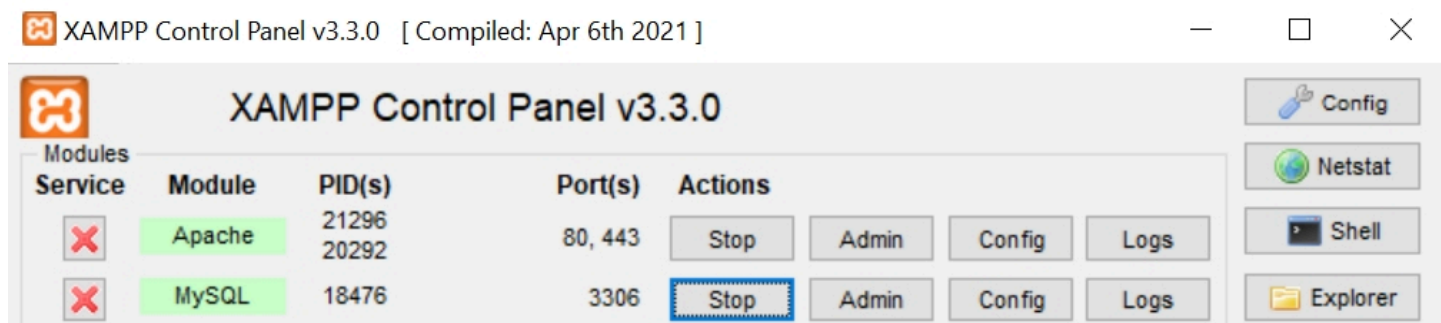 XAMPP Control Panel v3.3.0 [ Compiled: Apr 6th 2021 ]
XAMPP Control Panel v3.3.0
Config
Modules
Service Module PID(s) Port(s) Actions
Netstat
Apache 21296 20292 80, 443 Stop Admin Config Logs
Shell
MySQL 18476 3306 Stop Admin Config Logs
Explorer